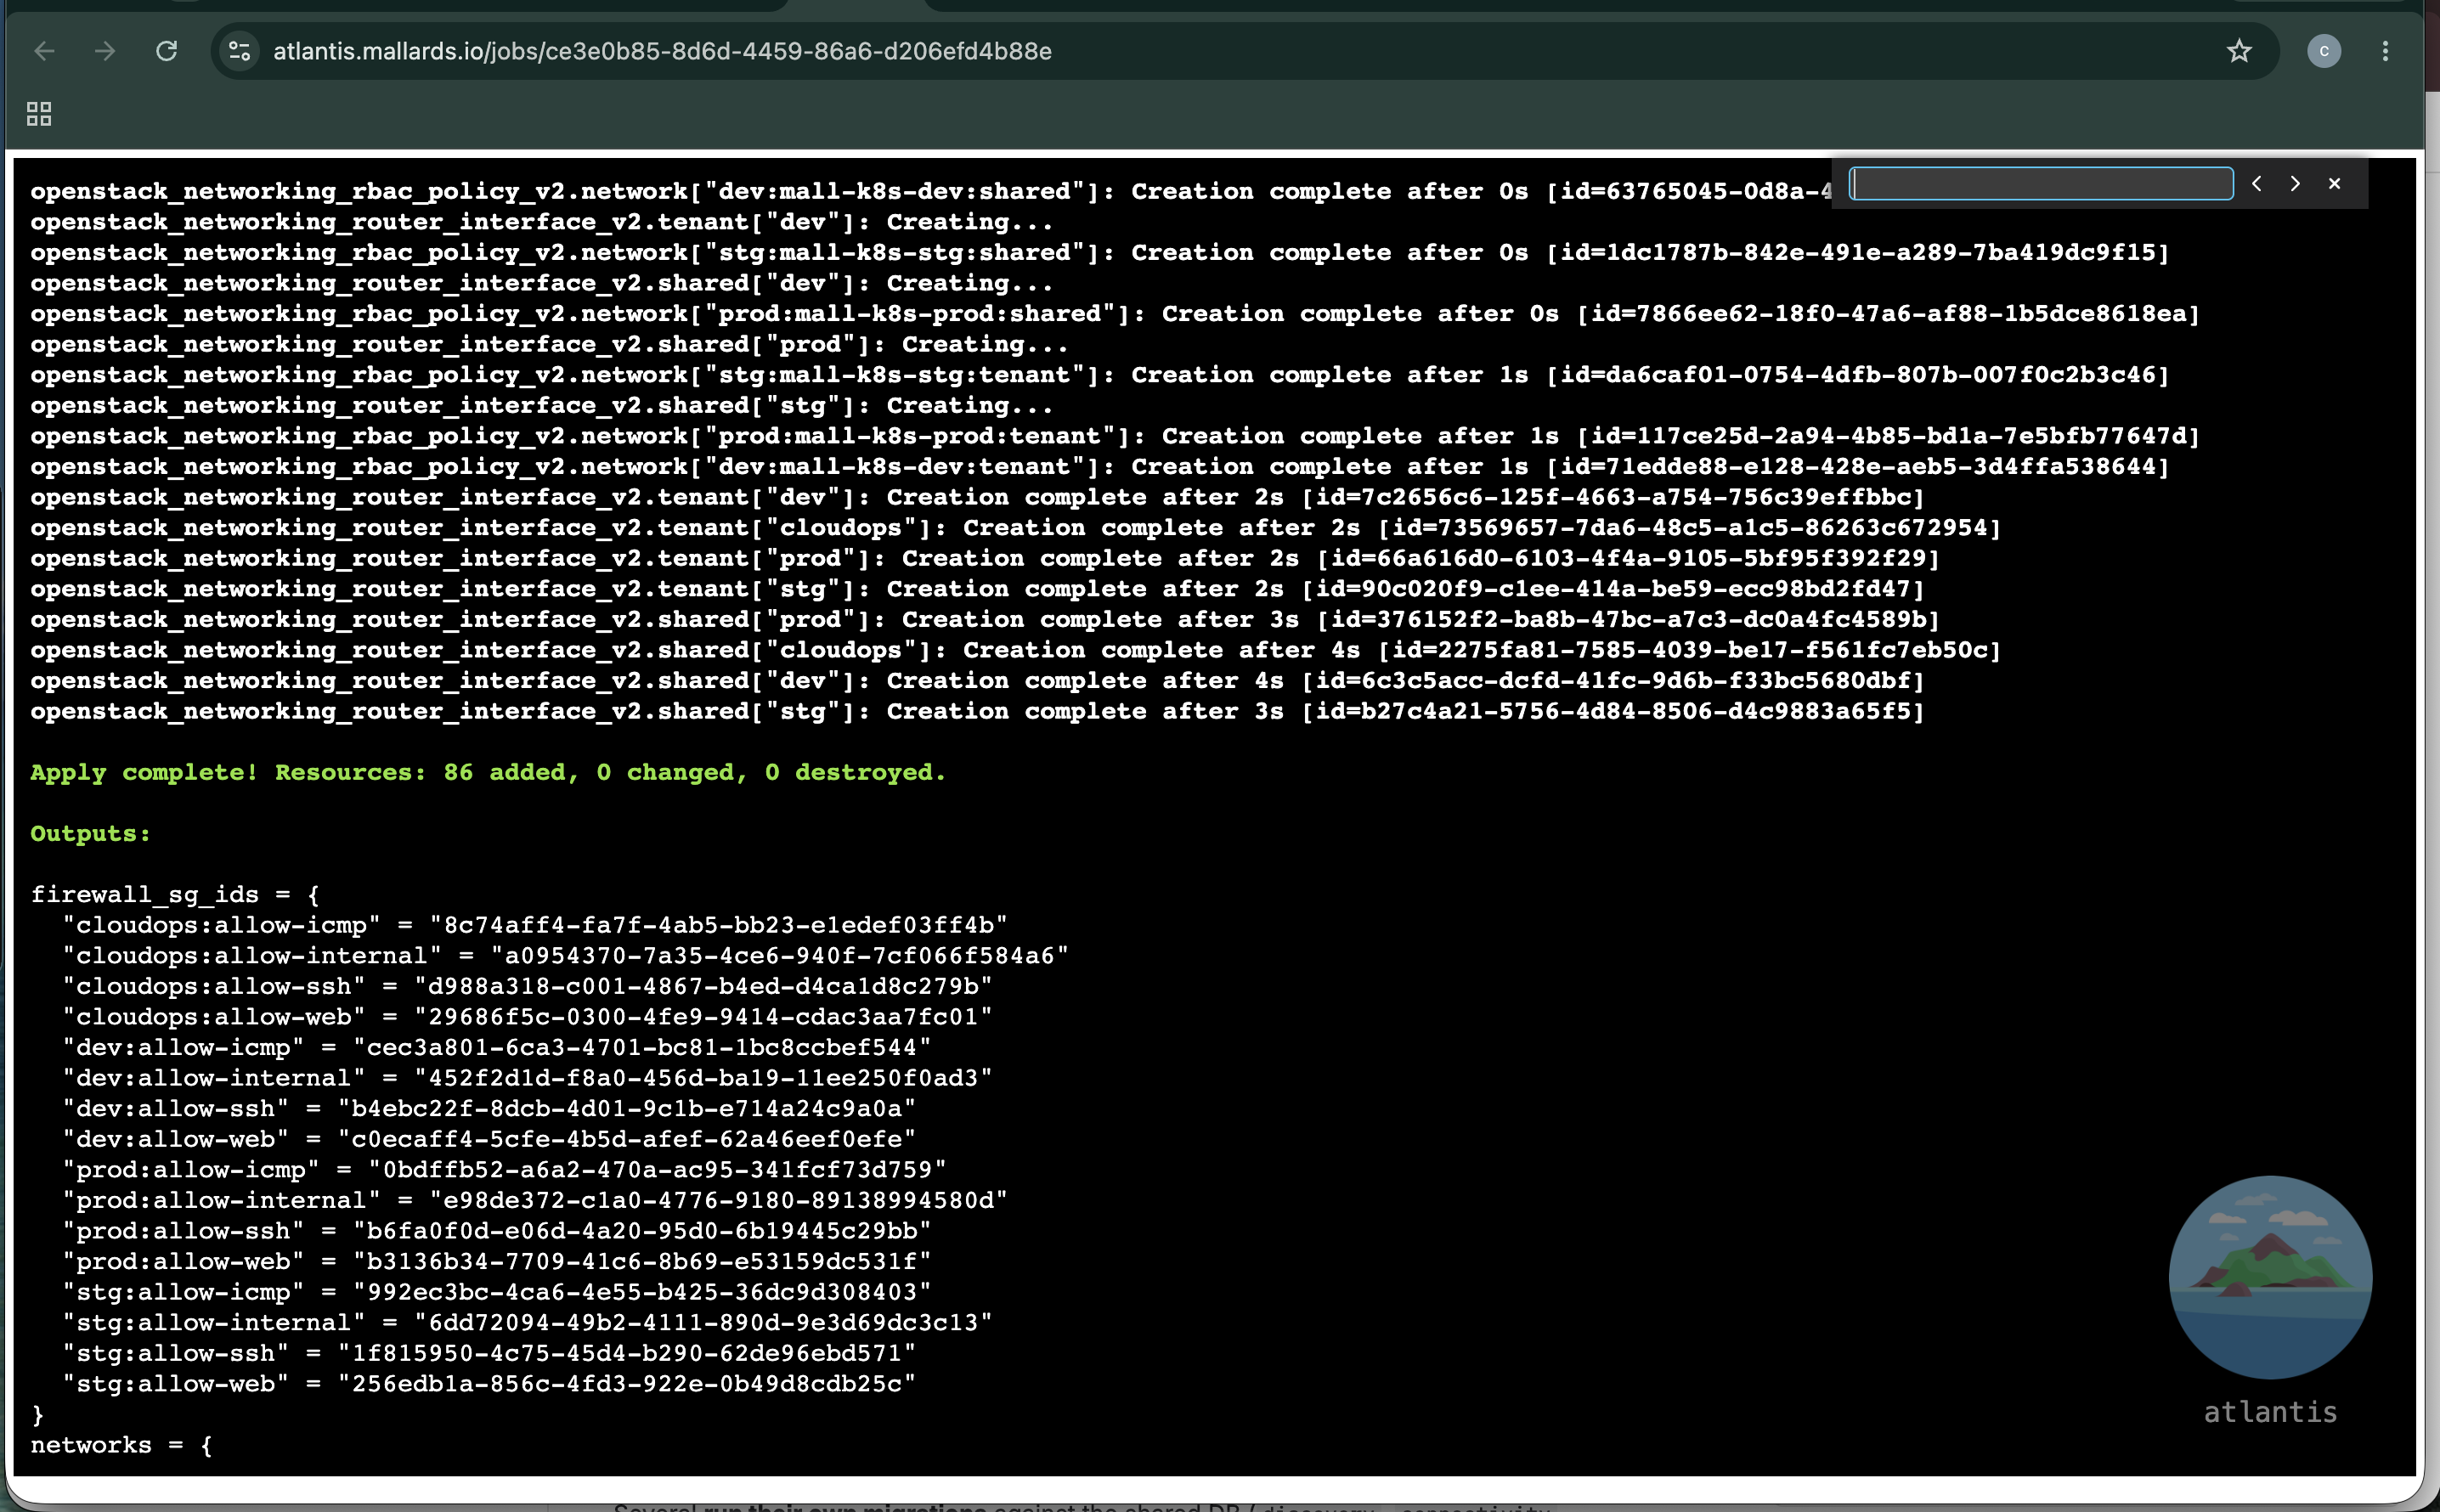 atlantis.mallards.io/jobs/ce3e0b85-8d6d-4459-86a6-d206efd4b88e
C
openstack_networking_rbac_policy_v2.network["dev:mall-k8s-dev:shared"]: Creation complete after 0s [id=63765045-0d8a-4
openstack_networking_router_interface_v2.tenant["dev"]: Creating...
openstack_networking_rbac_policy_v2.network["stg:mall-k8s-stg:shared"]: Creation complete after 0s [id=1dc1787b-842e-491e-a289-7ba419dc9f15]
openstack_networking_router_interface_v2.shared["dev"]: Creating...
openstack_networking_rbac_policy_v2.network["prod:mall-k8s-prod:shared"]: Creation complete after 0s [id=7866ee62-18f0-47a6-af88-1b5dce8618ea]
openstack_networking_router_interface_v2.shared["prod"]: Creating...
openstack_networking_rbac_policy_v2.network["stg:mall-k8s-stg:tenant"]: Creation complete after 1s [id=da6caf01-0754-4dfb-807b-007f0c2b3c46]
openstack_networking_router_interface_v2.shared["stg"]: Creating...
openstack_networking_rbac_policy_v2.network["prod:mall-k8s-prod:tenant"]: Creation complete after 1s [id=117ce25d-2a94-4b85-bd1a-7e5bfb77647d]
openstack_networking_rbac_policy_v2.network["dev:mall-k8s-dev:tenant"]: Creation complete after 1s [id=71edde88-e128-428e-aeb5-3d4ffa538644]
openstack_networking_router_interface_v2.tenant["dev"]: Creation complete after 2s [id=7c2656c6-125f-4663-a754-756c39effbbc]
openstack_networking_router_interface_v2.tenant["cloudops"]: Creation complete after 2s [id=73569657-7da6-48c5-a1c5-86263c672954]
openstack_networking_router_interface_v2.tenant["prod"]: Creation complete after 2s [id=66a616d0-6103-4f4a-9105-5bf95f392f29]
openstack_networking_router_interface_v2.tenant["stg"]: Creation complete after 2s [id=90c020f9-c1ee-414a-be59-ecc98bd2fd47]
openstack_networking_router_interface_v2.shared["prod"]: Creation complete after 3s [id=376152f2-ba8b-47bc-a7c3-dc0a4fc4589b]
openstack_networking_router_interface_v2.shared["cloudops"]: Creation complete after 4s [id=2275fa81-7585-4039-be17-f561fc7eb50c]
openstack_networking_router_interface_v2.shared["dev"]: Creation complete after 4s [id=6c3c5acc-dcfd-41fc-9d6b-f33bc5680dbf]
openstack_networking_router_interface_v2.shared["stg"]: Creation complete after 3s [id=b27c4a21-5756-4d84-8506-d4c9883a65f5]
Apply complete! Resources: 86 added, 0 changed, 0 destroyed.
Outputs:
firewall_sg_ids = {
"cloudops:allow-icmp" = "8c74aff4-fa7f-4ab5-bb23-e1edef03ff4b"
"cloudops:allow-internal" = "a0954370-7a35-4ce6-940f-7cf066f584a6"
"cloudops:allow-ssh" = "d988a318-c001-4867-b4ed-d4ca1d8c279b"
"cloudops:allow-web" = "29686f5c-0300-4fe9-9414-cdac3aa7fc01"
"dev:allow-icmp" = "cec3a801-6ca3-4701-bc81-1bc8ccbef544"
"dev:allow-internal" = "452f2d1d-f8a0-456d-ba19-11ee250f0ad3"
"dev:allow-ssh" = "b4ebc22f-8dcb-4d01-9c1b-e714a24c9a0a"
"dev:allow-web" = "c0ecaff4-5cfe-4b5d-afef-62a46eef0efe"
"prod:allow-icmp" = "0bdffb52-a6a2-470a-ac95-341fcf73d759"
"prod:allow-internal" = "e98de372-c1a0-4776-9180-89138994580d"
"prod:allow-ssh" = "b6fa0f0d-e06d-4a20-95d0-6b19445c29bb"
"prod:allow-web" = "b3136b34-7709-41c6-8b69-e53159dc531f"
"stg:allow-icmp" = "992ec3bc-4ca6-4e55-b425-36dc9d308403"
"stg:allow-internal" = "6dd72094-49b2-4111-890d-9e3d69dc3c13"
"stg:allow-ssh" = "1f815950-4c75-45d4-b290-62de96ebd571"
"stg:allow-web" = "256edb1a-856c-4fd3-922e-0b49d8cdb25c"
}
atlantis
networks = {